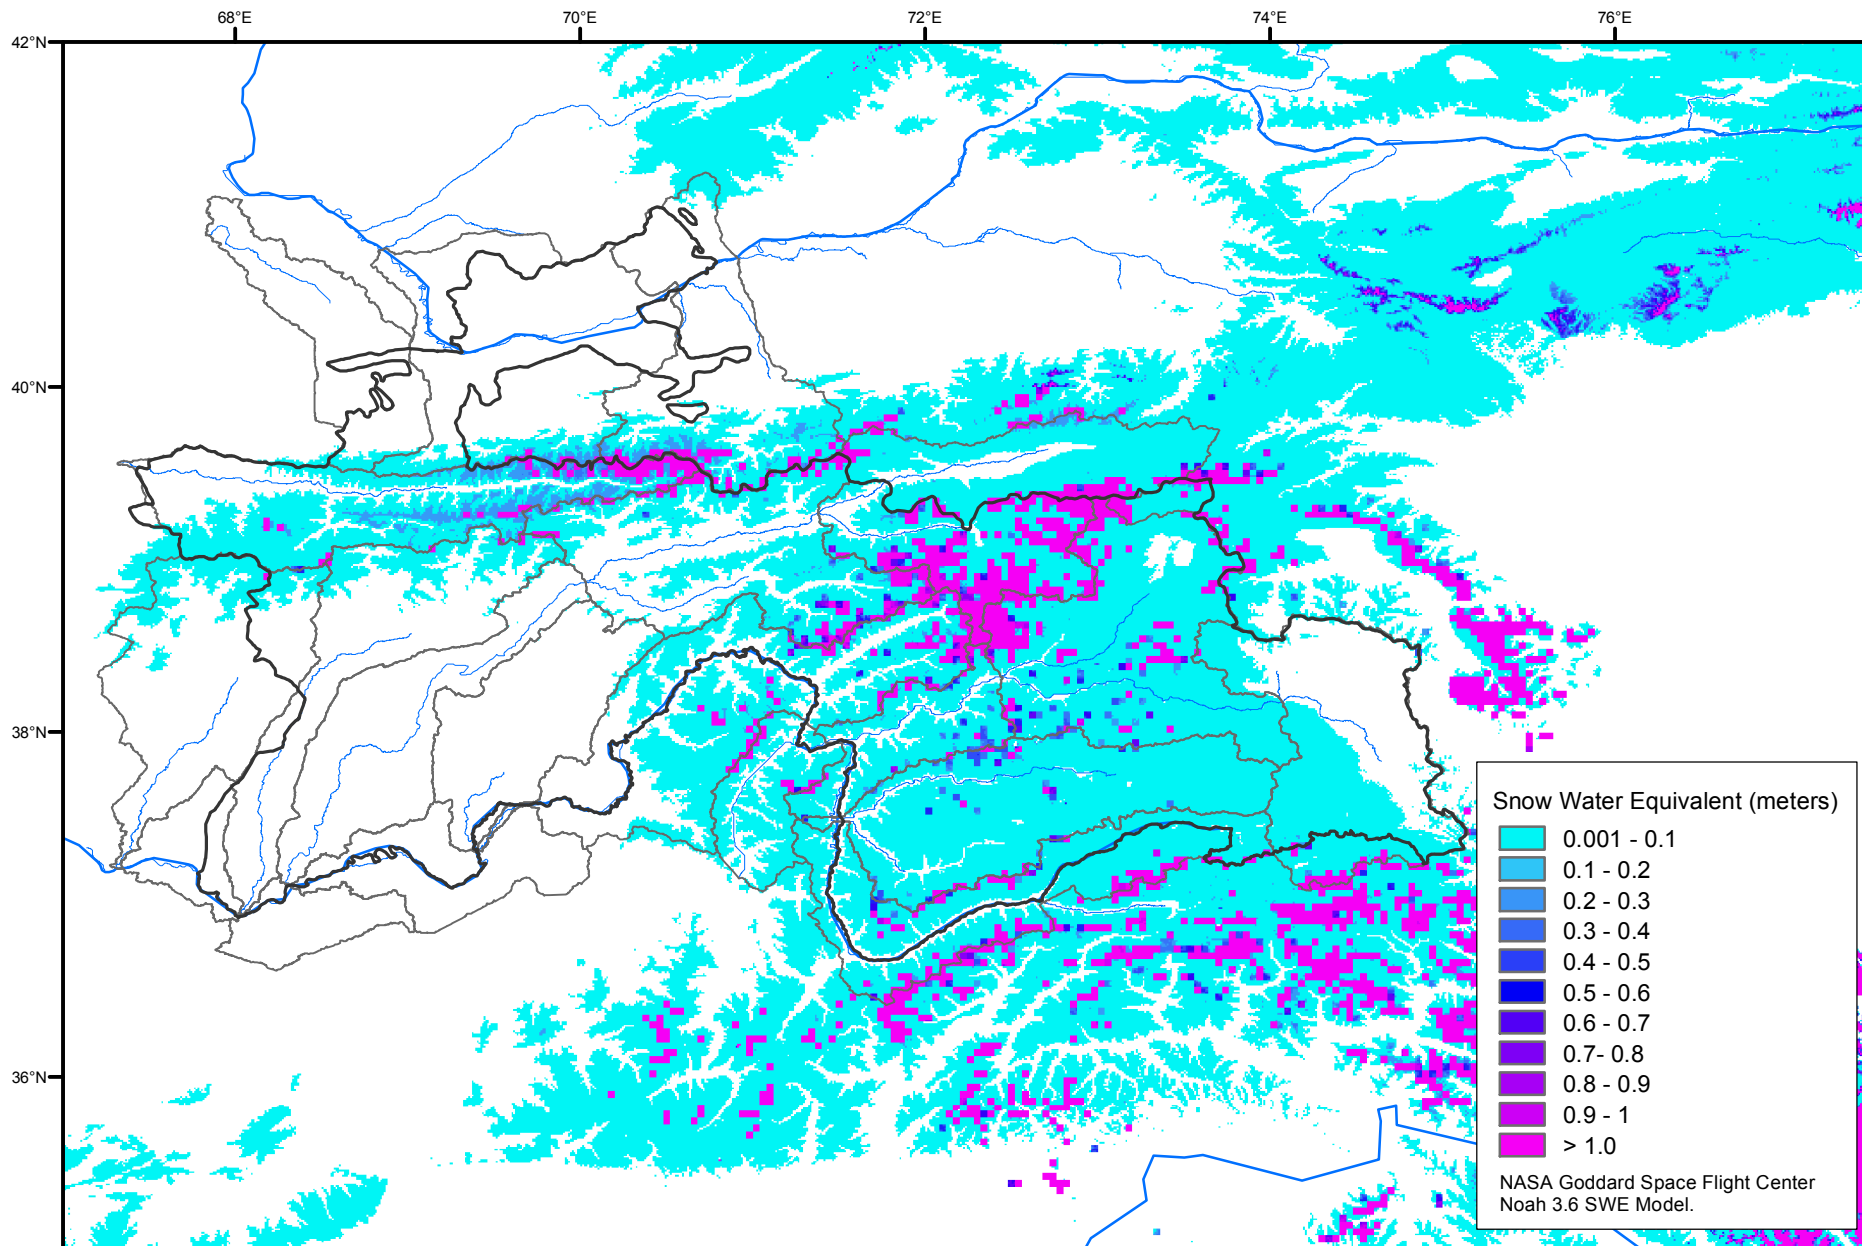 68°E
70°E
72°E
74°E
76°E
42°N
40°N
38°N
36°N
Snow Water Equivalent (meters)
0.001 - 0.1
0.1 - 0.2
0.2 - 0.3
0.3 - 0.4
0.4 - 0.5
0.5 - 0.6
0.6 - 0.7
0.7- 0.8
0.8 - 0.9
0.9 - 1
> 1.0
NASA Goddard Space Flight Center
Noah 3.6 SWE Model.